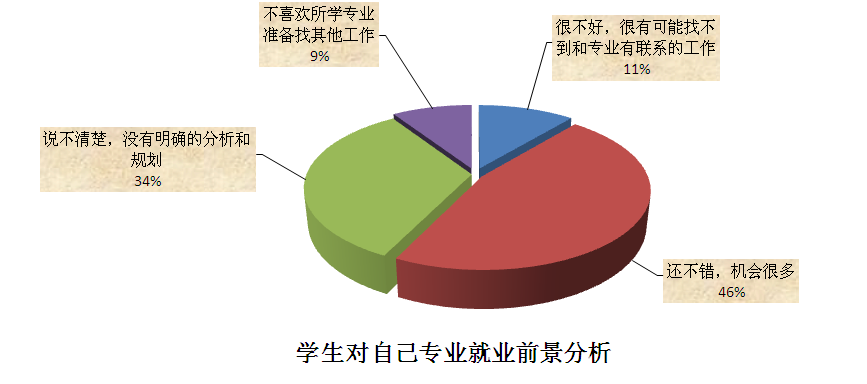 不喜欢所学专业
准备找其他工作
9%
很不好，很有可能找不
到和专业有联系的工作
11%
说不清楚，没有明确的分析和
规划
34%
还不错，机会很多
46%
学生对自己专业就业前景分析